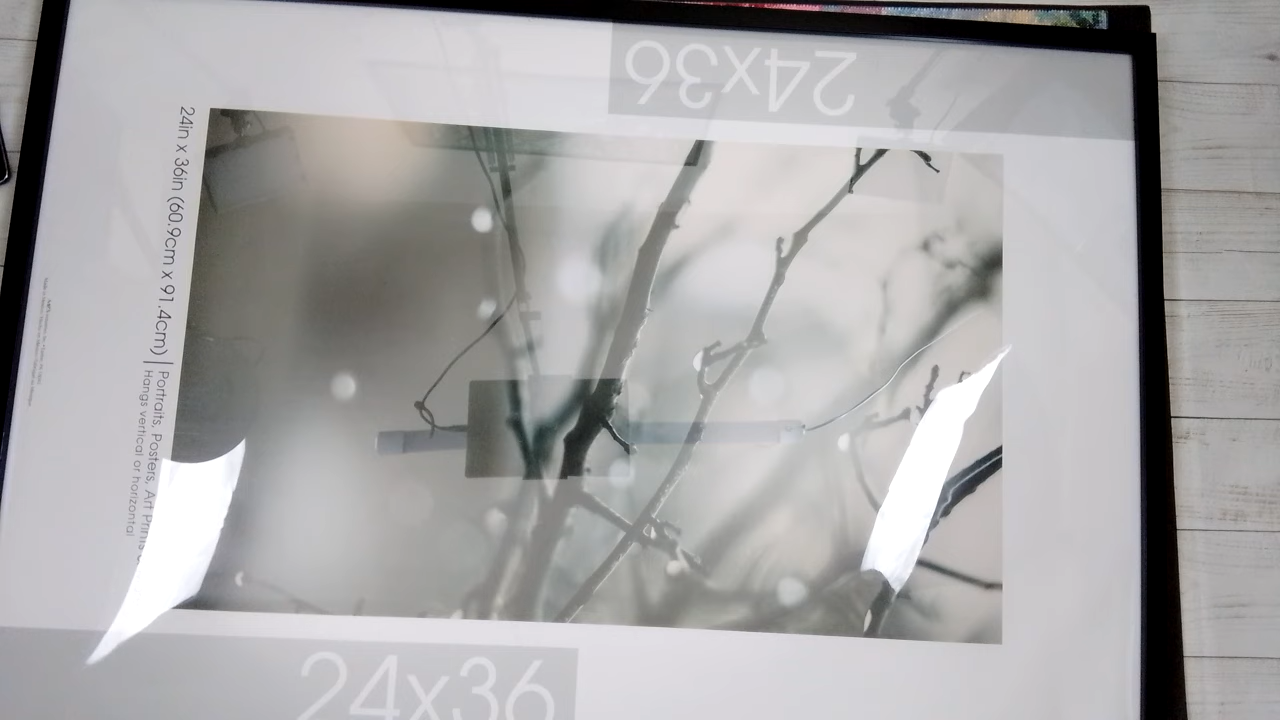 24x36
24in x 36in (60.9cm x 91.4cm) | Portraits, Posters, Art Prints
Hangs vertical or horizontal
24x36